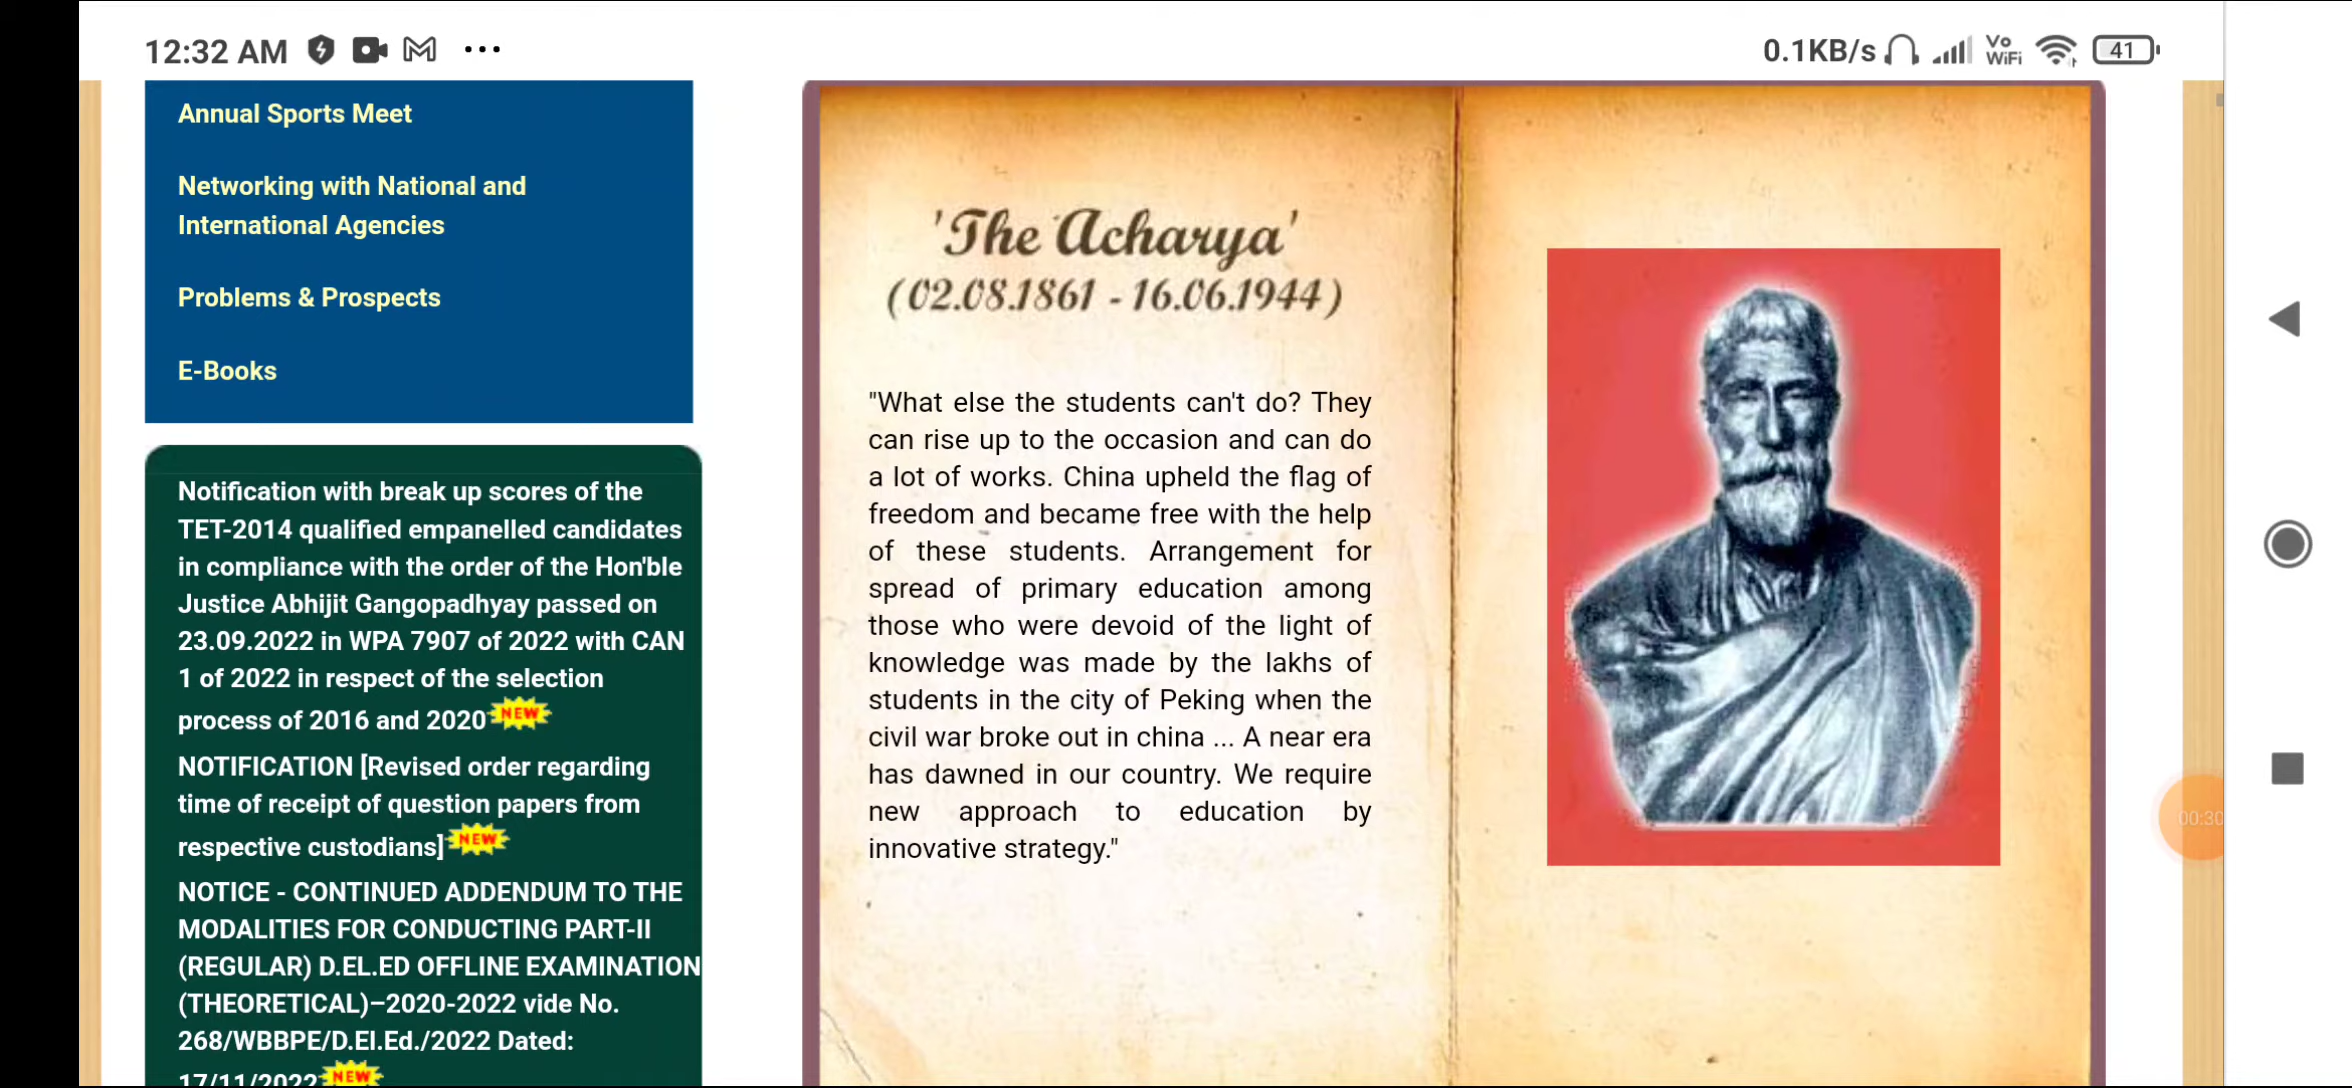 12:32 AM
0.1KB/s
Vo
WiFi
41
Annual Sports Meet
Networking with National and
International Agencies
Problems & Prospects
E-Books
Notification with break up scores of the
TET-2014 qualified empanelled candidates
in compliance with the order of the Hon'ble
Justice Abhijit Gangopadhyay passed on
23.09.2022 in WPA 7907 of 2022 with CAN
1 of 2022 in respect of the selection
process of 2016 and 2020 NEW
NOTIFICATION [Revised order regarding
time of receipt of question papers from
respective custodians] NEW
NOTICE - CONTINUED ADDENDUM TO THE
MODALITIES FOR CONDUCTING PART-II
(REGULAR) D.EL.ED OFFLINE EXAMINATION
(THEORETICAL)–2020-2022 vide No.
268/WBBPE/D.El.Ed./2022 Dated:
17/11/2022 NEW
'The Acharya'
(02.08.1861 - 16.06.1944)
"What else the students can't do? They
can rise up to the occasion and can do
a lot of works. China upheld the flag of
freedom and became free with the help
of these students. Arrangement for
spread of primary education among
those who were devoid of the light of
knowledge was made by the lakhs of
students in the city of Peking when the
civil war broke out in china ... A near era
has dawned in our country. We require
new approach to education by
innovative strategy."
00:30